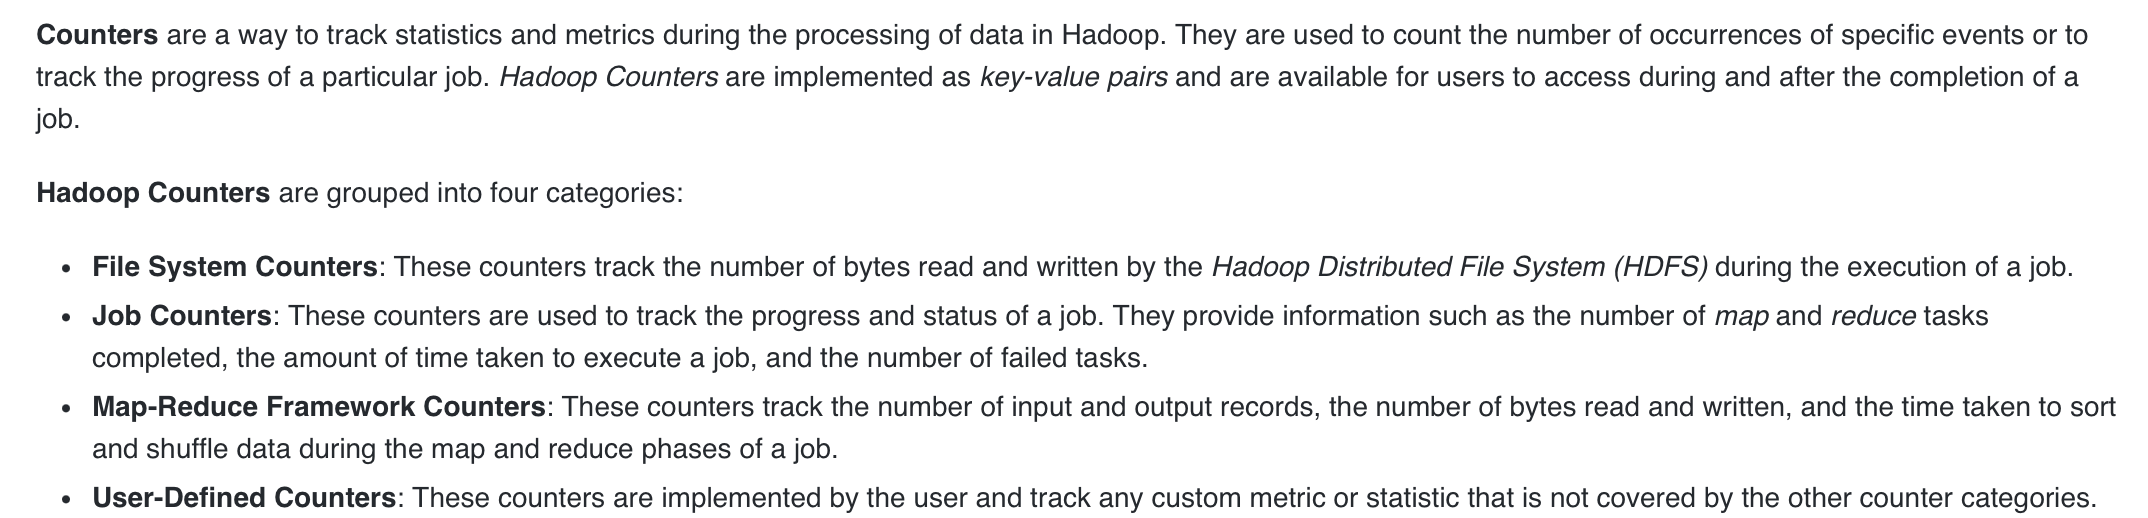 Counters are a way to track statistics and metrics during the processing of data in Hadoop. They are used to count the number of occurrences of specific events or to
track the progress of a particular job. Hadoop Counters are implemented as key-value pairs and are available for users to access during and after the completion of a
job.
Hadoop Counters are grouped into four categories:
• File System Counters: These counters track the number of bytes read and written by the Hadoop Distributed File System (HDFS) during the execution of a job.
• Job Counters: These counters are used to track the progress and status of a job. They provide information such as the number of map and reduce tasks
completed, the amount of time taken to execute a job, and the number of failed tasks.
• Map-Reduce Framework Counters: These counters track the number of input and output records, the number of bytes read and written, and the time taken to sort
and shuffle data during the map and reduce phases of a job.
• User-Defined Counters: These counters are implemented by the user and track any custom metric or statistic that is not covered by the other counter categories.